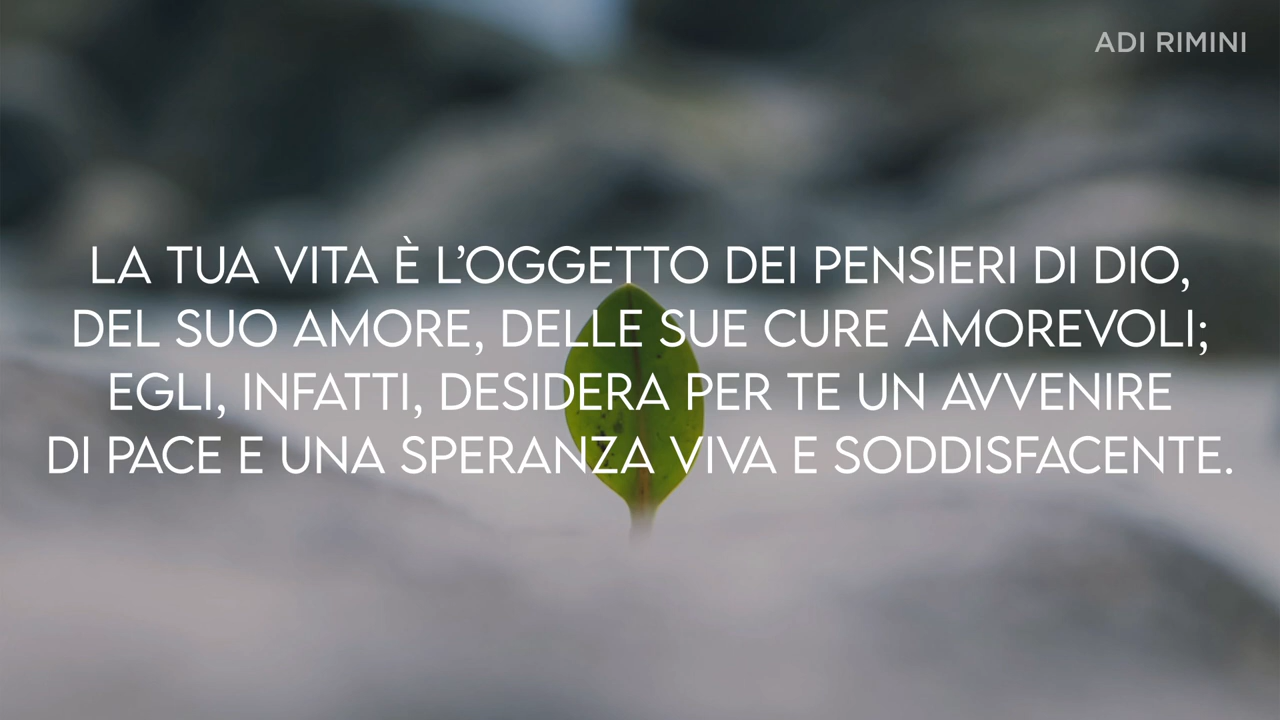 ADI RIMINI
LA TUA VITA È L’OGGETTO DEI PENSIERI DI DIO,
DEL SUO AMORE, DELLE SUE CURE AMOREVOLI;
EGLI, INFATTI, DESIDERA PER TE UN AVVENIRE
DI PACE E UNA SPERANZA VIVA E SODDISFACENTE.